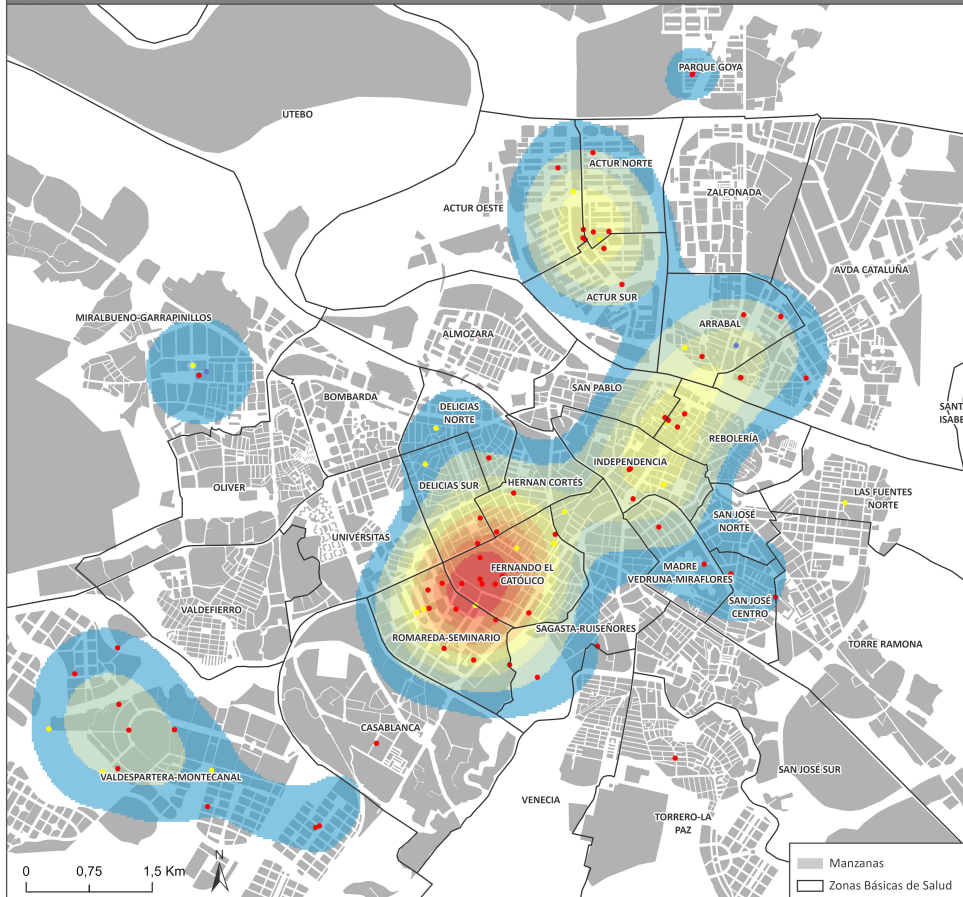 PARQUE GOYA
UTEBO
ACTUR NORTE
ZALFONADA
ACTUR OESTE
AVDA CATALUÑA
ACTUR SUR
MIRALBUENO-GARRAPINILLOS
ARRABAL
ALMOZARA
SAN PABLO
BOMBARDA
DELICIAS
NORTE
SANT
ISABE
REBOLERÍA
INDEPENDENCIA
OLIVER
DELICIAS SUR
HERNAN CORTÉS
LAS FUENTES
NORTE
SAN JOSÉ
NORTE
UNIVÉRSITAS
FERNANDO EL
CATÓLICO
MADRE
VEDRUNA-MIRAFLORES
SAN JOSÉ
CENTRO
VALDEFIERRO
ROMAREDA-SEMINARIO
SAGASTA-RUISEÑORES
TORRE RAMONA
CASABLANCA
VALDESPARTERA-MONTECANAL
SAN JOSÉ SUR
VENECIA
TORRERO-LA
PAZ
N
0 0,75 1,5 Km
Manzanas
Zonas Básicas de Salud